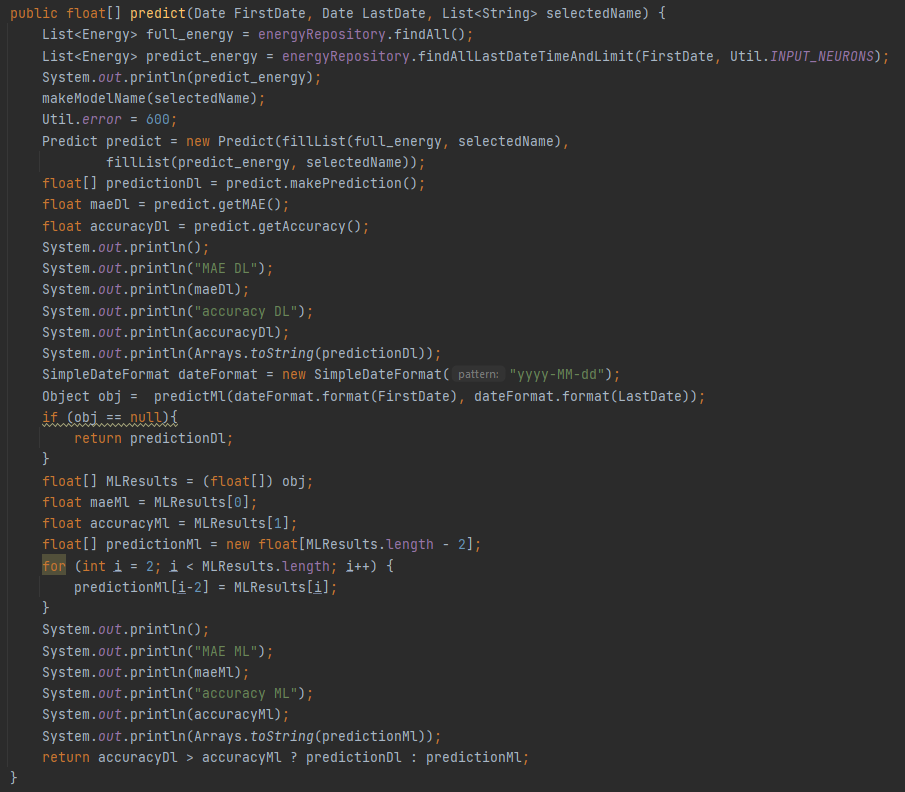 public float[] predict(Date FirstDate, Date LastDate, List<String> selectedName) {
    List<Energy> full_energy = energyRepository.findAll();
    List<Energy> predict_energy = energyRepository.findAllLastDateTimeAndLimit(FirstDate, Util.INPUT_NEURONS);
    System.out.println(predict_energy);
    makeModelName(selectedName);
    Util.error = 600;
    Predict predict = new Predict(fillList(full_energy, selectedName),
            fillList(predict_energy, selectedName));
    float[] predictionDl = predict.makePrediction();
    float maeDl = predict.getMAE();
    float accuracyDl = predict.getAccuracy();
    System.out.println();
    System.out.println("MAE DL");
    System.out.println(maeDl);
    System.out.println("accuracy DL");
    System.out.println(accuracyDl);
    System.out.println(Arrays.toString(predictionDl));
    SimpleDateFormat dateFormat = new SimpleDateFormat( pattern: "yyyy-MM-dd");
    Object obj =  predictMl(dateFormat.format(FirstDate), dateFormat.format(LastDate));
    if (obj == null){
        return predictionDl;
    }
    float[] MLResults = (float[]) obj;
    float maeMl = MLResults[0];
    float accuracyMl = MLResults[1];
    float[] predictionMl = new float[MLResults.length - 2];
    for (int i = 2; i < MLResults.length; i++) {
        predictionMl[i-2] = MLResults[i];
    }
    System.out.println();
    System.out.println("MAE ML");
    System.out.println(maeMl);
    System.out.println("accuracy ML");
    System.out.println(accuracyMl);
    System.out.println(Arrays.toString(predictionMl));
    return accuracyDl > accuracyMl ? predictionDl : predictionMl;
}